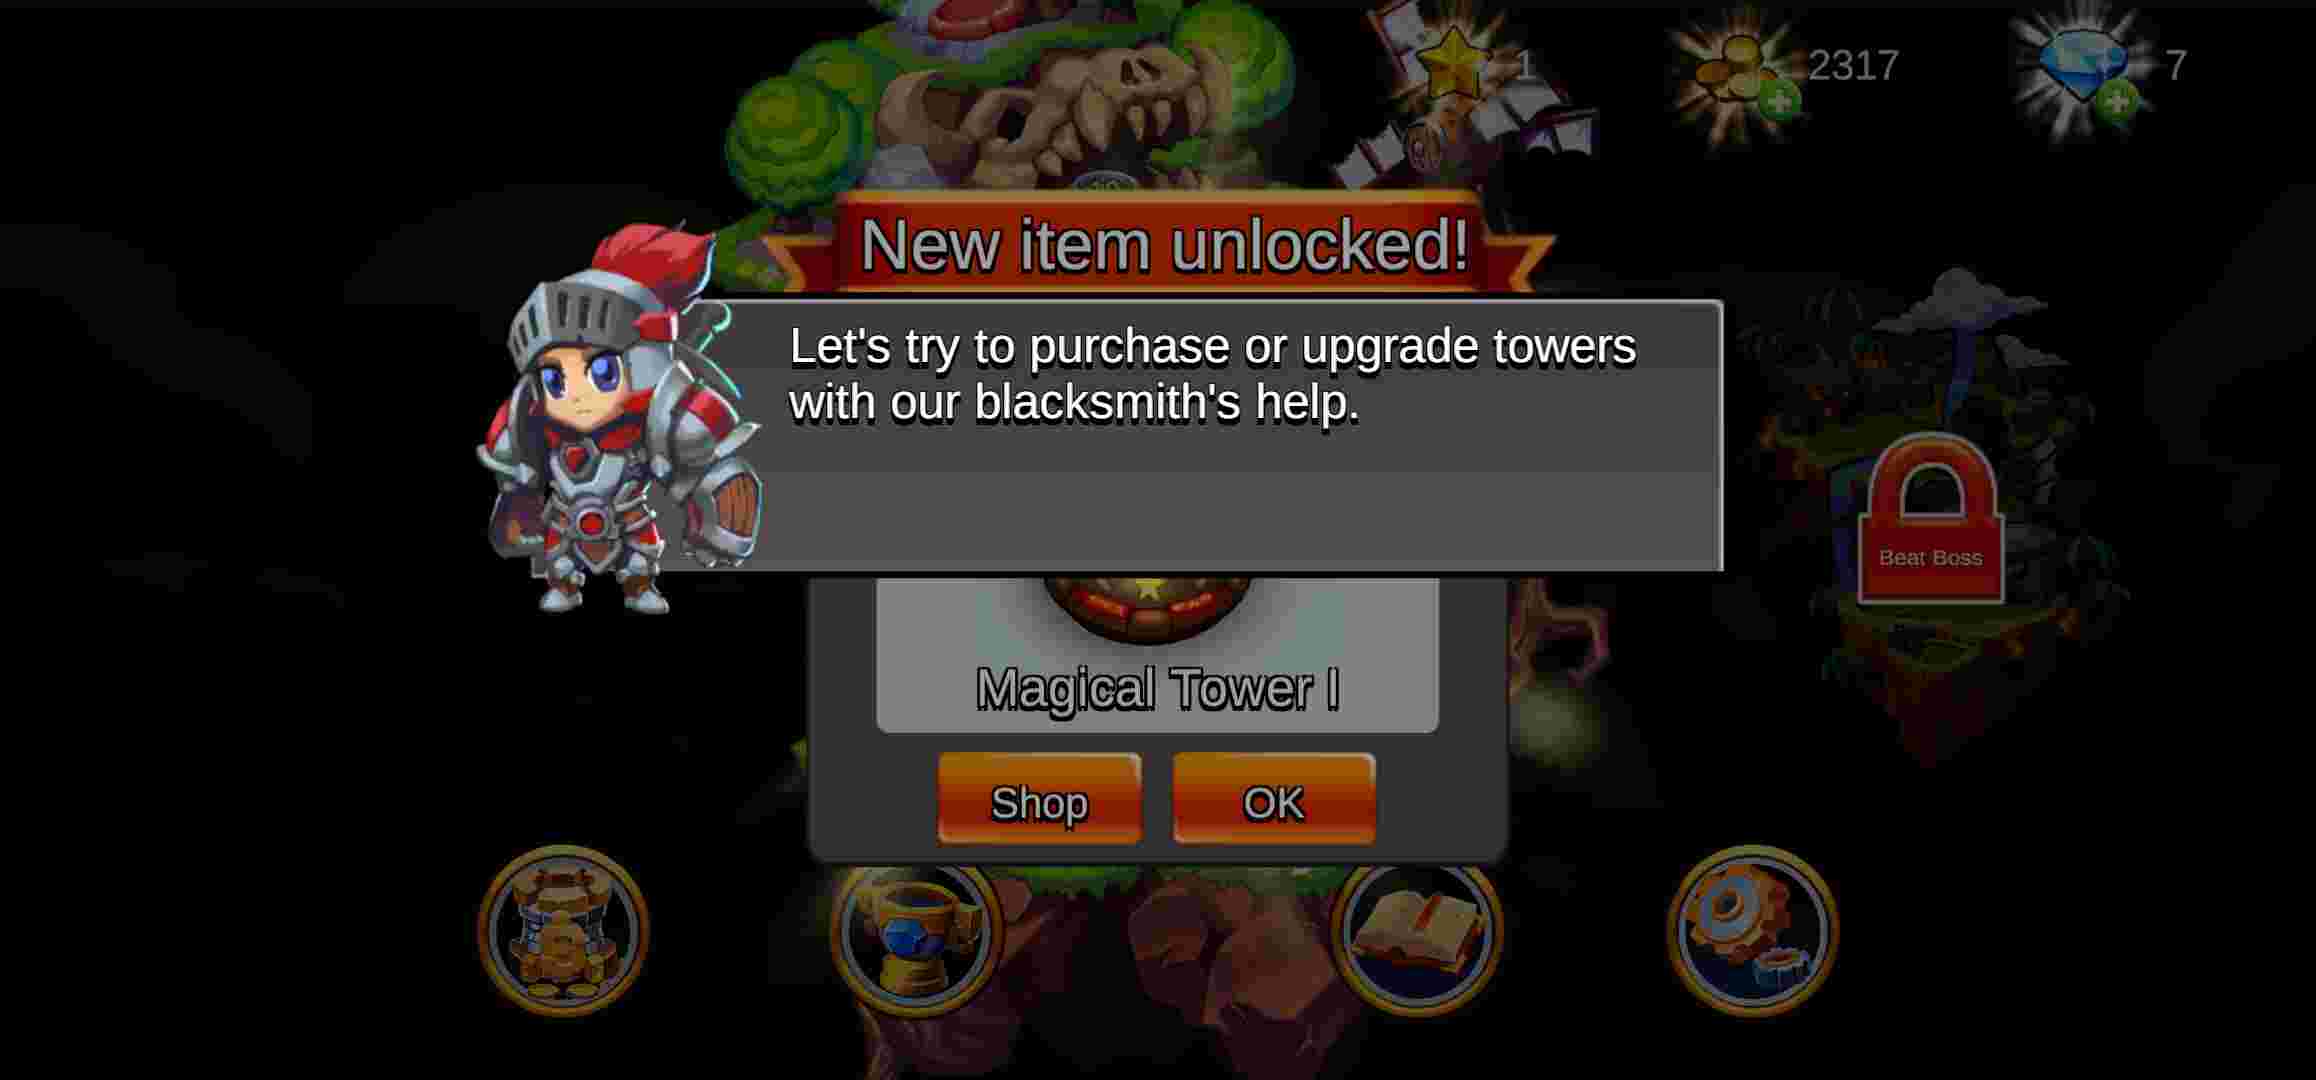 1
2317
7
New item unlocked!
Let's try to purchase or upgrade towers
with our blacksmith's help.
Beat Boss
Magical Tower I
Shop
OK